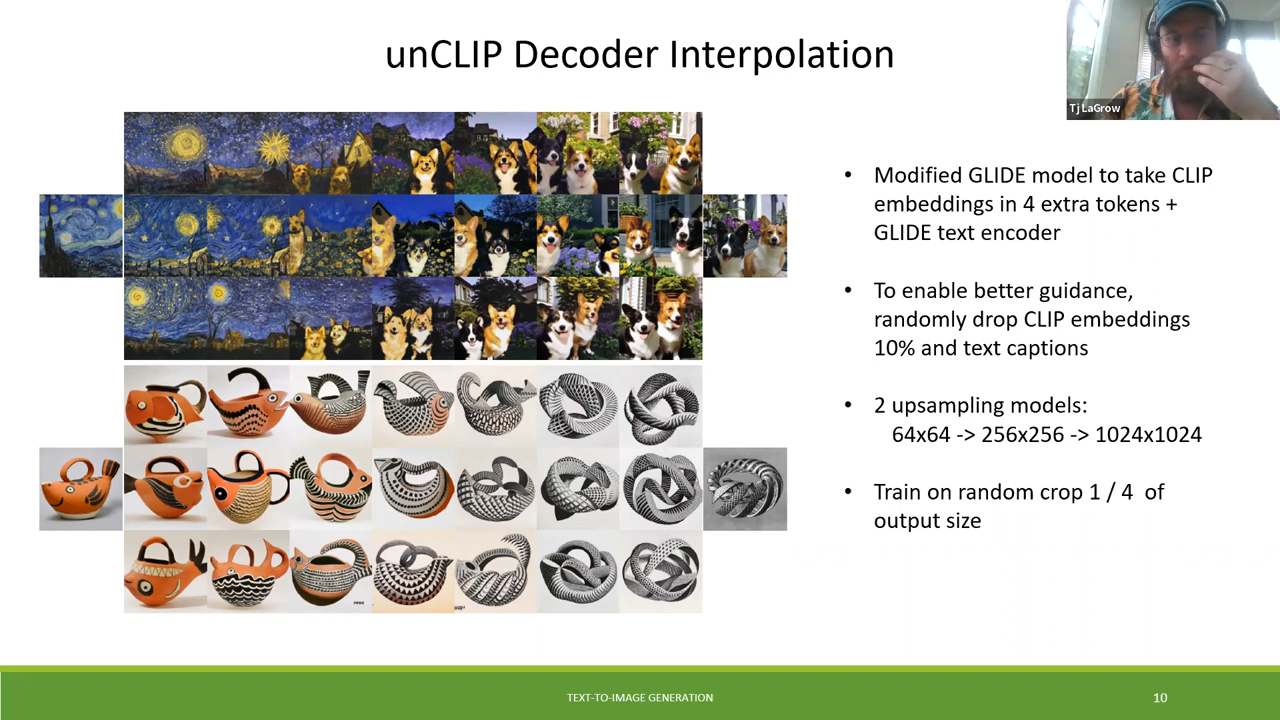 unCLIP Decoder Interpolation
Tj LaGrow
• Modified GLIDE model to take CLIP
embeddings in 4 extra tokens +
GLIDE text encoder
• To enable better guidance,
randomly drop CLIP embeddings
10% and text captions
• 2 upsampling models:
64x64 -> 256x256 -> 1024x1024
• Train on random crop 1 / 4 of
output size
TEXT-TO-IMAGE GENERATION
10